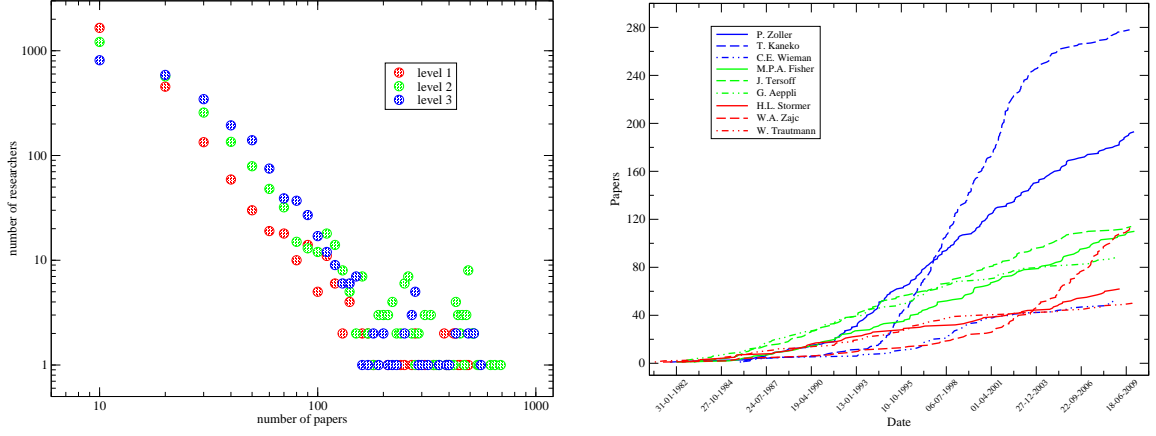 1000
100
10
1
10
100
1000
number of researchers
number of papers
level 1
level 2
level 3
280
240
200
160
120
80
40
0
Papers
P. Zoller
T. Kaneko
C.E. Wieman
M.P.A. Fisher
J. Tersoff
G. Aeppli
H.L. Stormer
W.A. Zajc
W. Trautmann
31-01-1982
27-10-1984
24-07-1987
19-04-1990
13-01-1993
10-10-1995
06-07-1998
01-04-2001
27-12-2003
22-09-2006
18-06-2009
Date